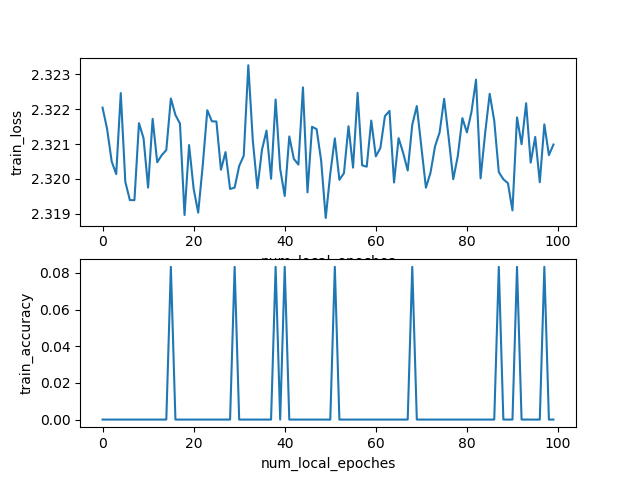 2.323
2.322
2.321
2.320
2.319
train_loss
0 20 40 60 80 100
num_local_epoches
0.08
0.06
0.04
0.02
0.00
train_accuracy
0 20 40 60 80 100
num_local_epoches